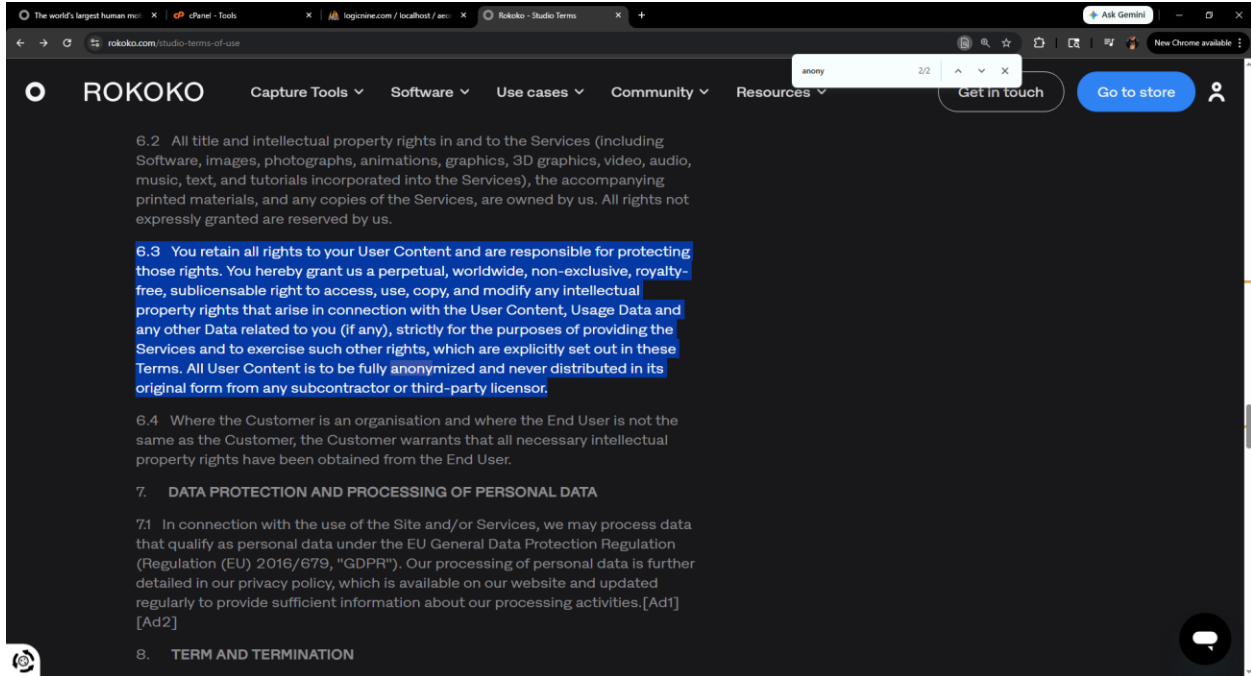 The world's largest human mot
cPanel - Tools
logicnine.com / localhost / aec
Rokoko - Studio Terms
Ask Gemini
rokoko.com/studio-terms-of-use
New Chrome available
anony
2/2
ROKOKO
Capture Tools
Software
Use cases
Community
Resources
Get in touch
Go to store
6.2 All title and intellectual property rights in and to the Services (including
Software, images, photographs, animations, graphics, 3D graphics, video, audio,
music, text, and tutorials incorporated into the Services), the accompanying
printed materials, and any copies of the Services, are owned by us. All rights not
expressly granted are reserved by us.
6.3 You retain all rights to your User Content and are responsible for protecting
those rights. You hereby grant us a perpetual, worldwide, non-exclusive, royalty-
free, sublicensable right to access, use, copy, and modify any intellectual
property rights that arise in connection with the User Content, Usage Data and
any other Data related to you (if any), strictly for the purposes of providing the
Services and to exercise such other rights, which are explicitly set out in these
Terms. All User Content is to be fully anonymized and never distributed in its
original form from any subcontractor or third-party licensor.
6.4 Where the Customer is an organisation and where the End User is not the
same as the Customer, the Customer warrants that all necessary intellectual
property rights have been obtained from the End User.
7. DATA PROTECTION AND PROCESSING OF PERSONAL DATA
7.1 In connection with the use of the Site and/or Services, we may process data
that qualify as personal data under the EU General Data Protection Regulation
(Regulation (EU) 2016/679, "GDPR"). Our processing of personal data is further
detailed in our privacy policy, which is available on our website and updated
regularly to provide sufficient information about our processing activities.[Ad1]
[Ad2]
8. TERM AND TERMINATION